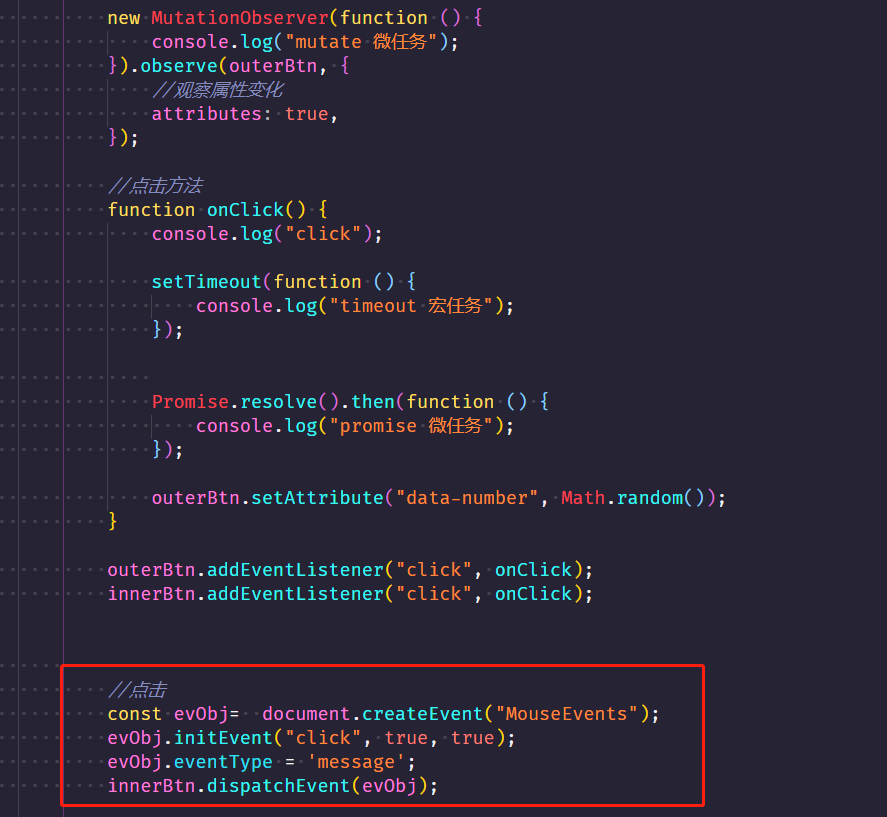 new MutationObserver(function () {
console.log("mutate 微任务");
}).observe(outerBtn, {
//观察属性变化
attributes: true,
});
//点击方法
function onClick() {
console.log("click");
setTimeout(function () {
console.log("timeout 宏任务");
});
Promise.resolve().then(function () {
console.log("promise 微任务");
});
outerBtn.setAttribute("data-number", Math.random());
}
outerBtn.addEventListener("click", onClick);
innerBtn.addEventListener("click", onClick);
//点击
const evObj=  document.createEvent("MouseEvents");
evObj.initEvent("click", true, true);
evObj.eventType = 'message';
innerBtn.dispatchEvent(evObj);